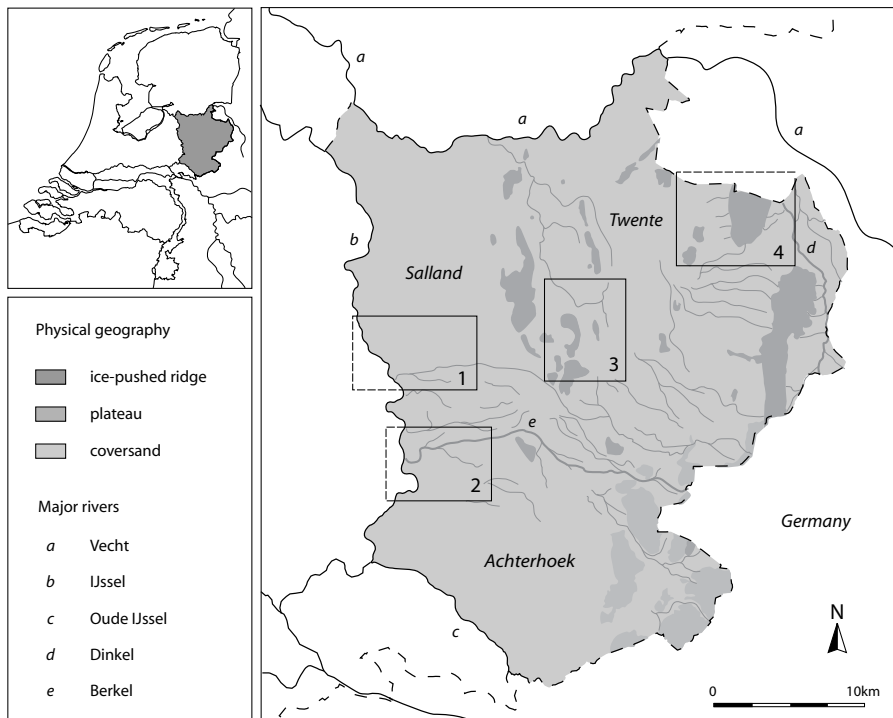 Physical geography
ice-pushed ridge
plateau
coversand
Major rivers
a Vecht
b IJssel
c Oude IJssel
d Dinkel
e Berkel
a
a
a
b
Twente
d
Salland
4
3
1
e
2
Germany
Achterhoek
N
c
0 10km